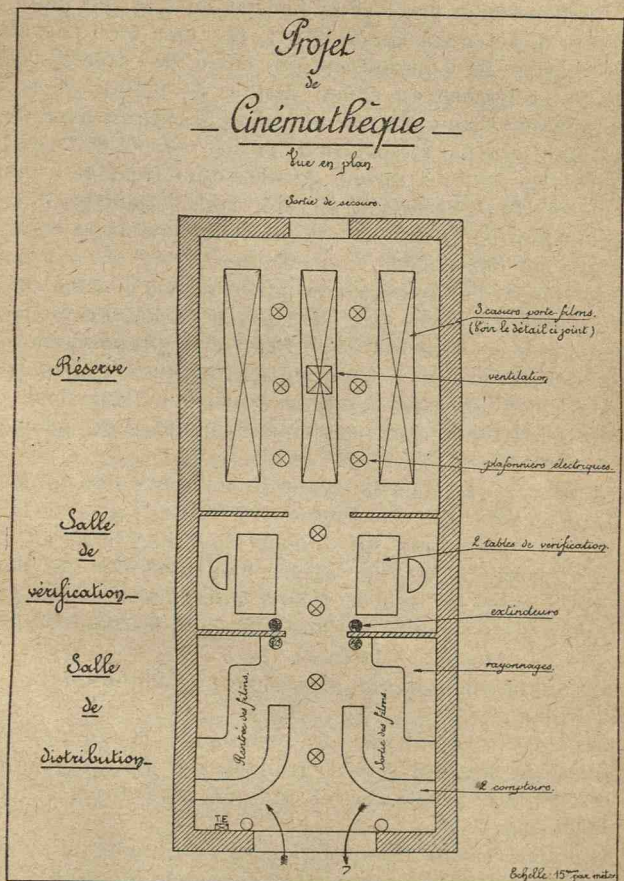 Projet
de
Cinémathèque
Vue en plan.
Sortie de secours.
3 casiers porte-films.
(Voir le détail ci joint)
Réserve
ventilation
plafonniers électriques.
Salle
de
vérification
2 tables de vérification.
extincteurs
Salle
de
distribution
rayonnages
Rentrée des films.
Sortie des films
2 comptoirs.
T.E
Echelle 15 par mètre